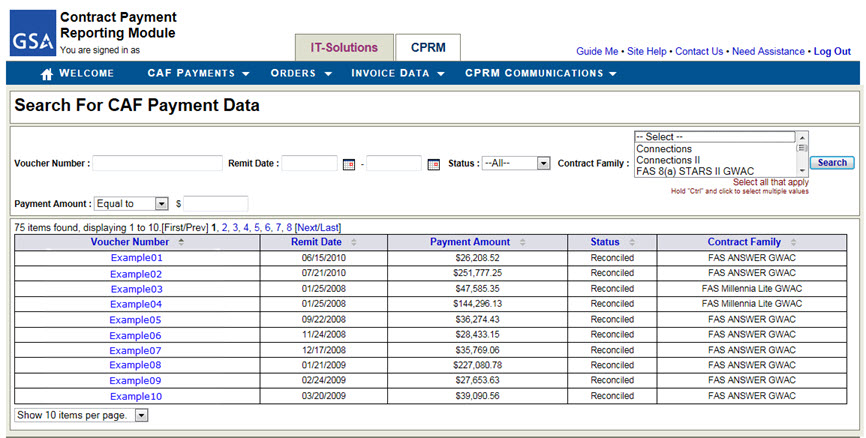 GSA
Contract Payment
Reporting Module
You are signed in as
IT-Solutions
CPRM
Guide Me • Site Help • Contact Us • Need Assistance • Log Out
WELCOME CAF PAYMENTS ORDERS INVOICE DATA CPRM COMMUNICATIONS
Search For CAF Payment Data
Voucher Number : Remit Date : - Status : --All-- Contract Family :
-- Select --
Connections
Connections II
FAS 8(a) STARS II GWAC
Search
Select all that apply
Hold "Ctrl" and click to select multiple values
Payment Amount : Equal to $
75 items found, displaying 1 to 10.[First/Prev] 1, 2, 3, 4, 5, 6, 7, 8 [Next/Last]
Voucher Number Remit Date Payment Amount Status Contract Family
Example01 06/15/2010 $26,208.52 Reconciled FAS ANSWER GWAC
Example02 07/21/2010 $251,777.25 Reconciled FAS ANSWER GWAC
Example03 01/25/2008 $47,585.35 Reconciled FAS Millennia Lite GWAC
Example04 01/25/2008 $144,296.13 Reconciled FAS Millennia Lite GWAC
Example05 09/22/2008 $36,274.43 Reconciled FAS ANSWER GWAC
Example06 11/24/2008 $28,433.15 Reconciled FAS ANSWER GWAC
Example07 12/17/2008 $35,769.06 Reconciled FAS ANSWER GWAC
Example08 01/21/2009 $227,080.78 Reconciled FAS ANSWER GWAC
Example09 02/24/2009 $27,653.63 Reconciled FAS ANSWER GWAC
Example10 03/20/2009 $39,090.56 Reconciled FAS ANSWER GWAC
Show 10 items per page.